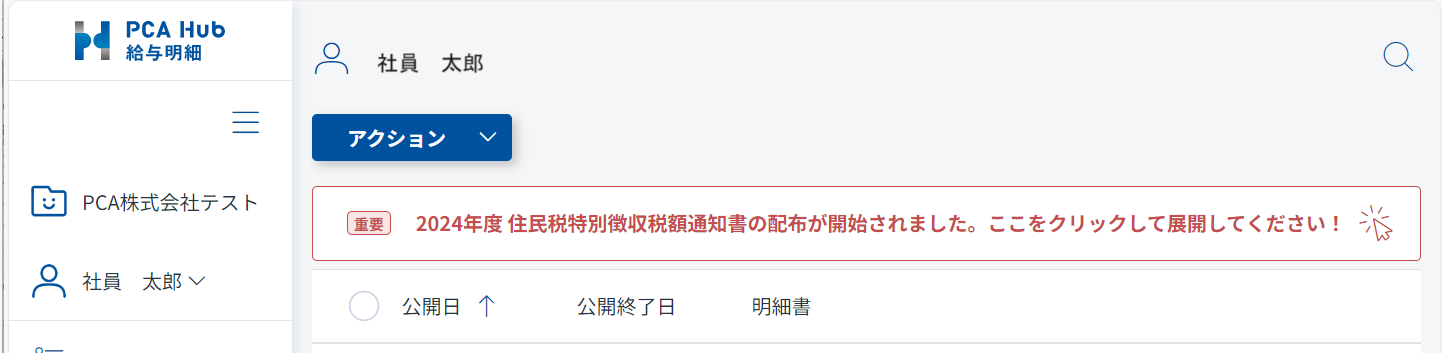 PCA Hub
給与明細
PCA株式会社テスト
社員　太郎
社員　太郎
アクション
重要 2024年度 住民税特別徴収税額通知書の配布が開始されました。ここをクリックして展開してください！
公開日 ↑ 公開終了日 明細書